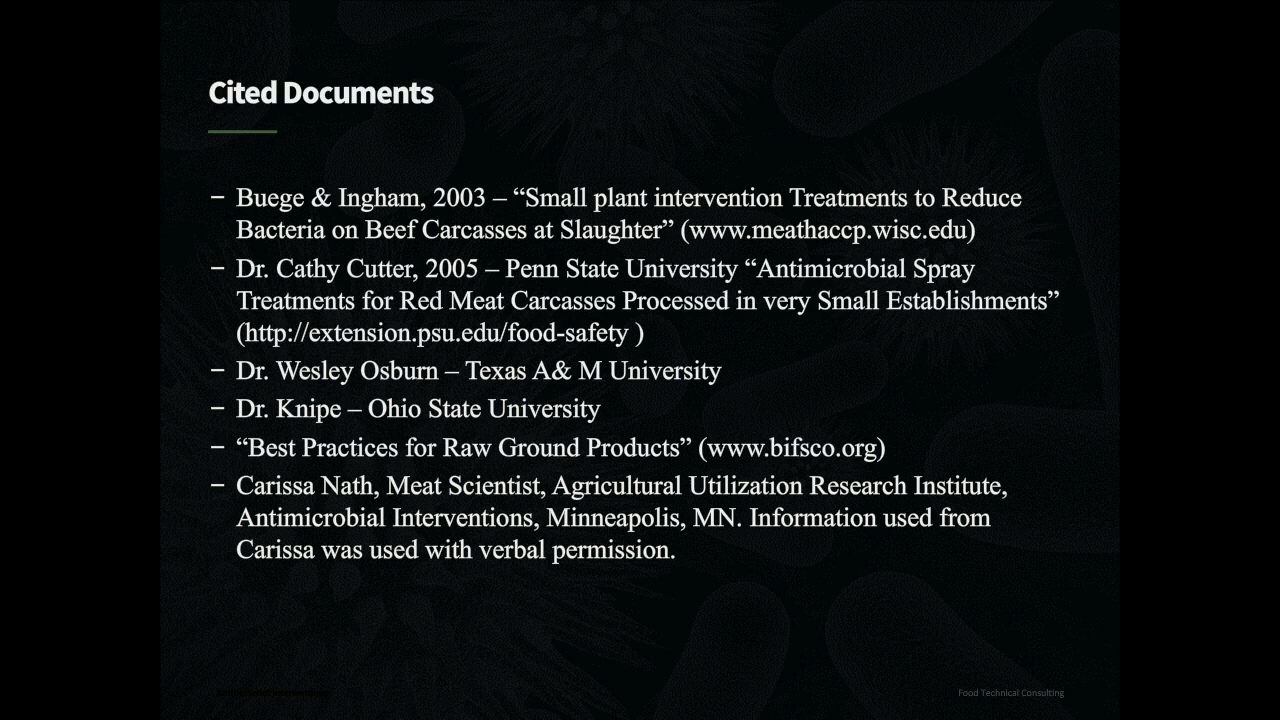 Cited Documents
– Buege & Ingham, 2003 – “Small plant intervention Treatments to Reduce
Bacteria on Beef Carcasses at Slaughter” (www.meathaccp.wisc.edu)
– Dr. Cathy Cutter, 2005 – Penn State University “Antimicrobial Spray
Treatments for Red Meat Carcasses Processed in very Small Establishments”
(http://extension.psu.edu/food-safety )
– Dr. Wesley Osburn – Texas A& M University
– Dr. Knipe – Ohio State University
– “Best Practices for Raw Ground Products” (www.bifsco.org)
– Carissa Nath, Meat Scientist, Agricultural Utilization Research Institute,
Antimicrobial Interventions, Minneapolis, MN. Information used from
Carissa was used with verbal permission.
Food Technical Consulting